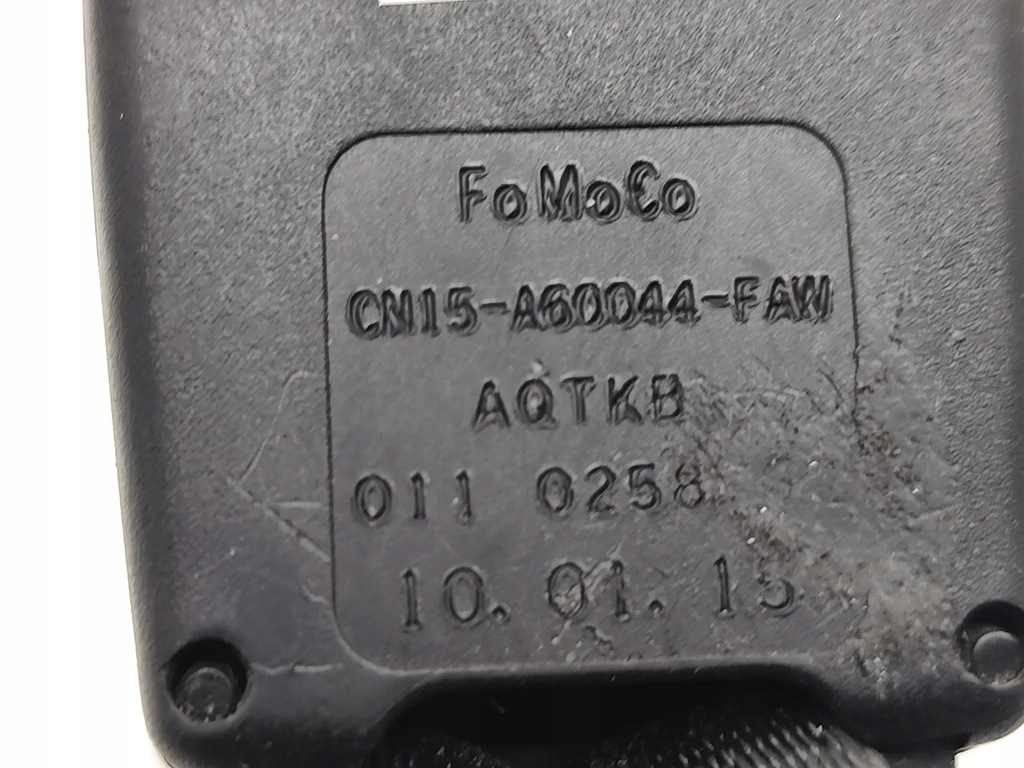 FoMoCo
CN15-A60044-FAW
AQTKB
011 0258
10.01.15